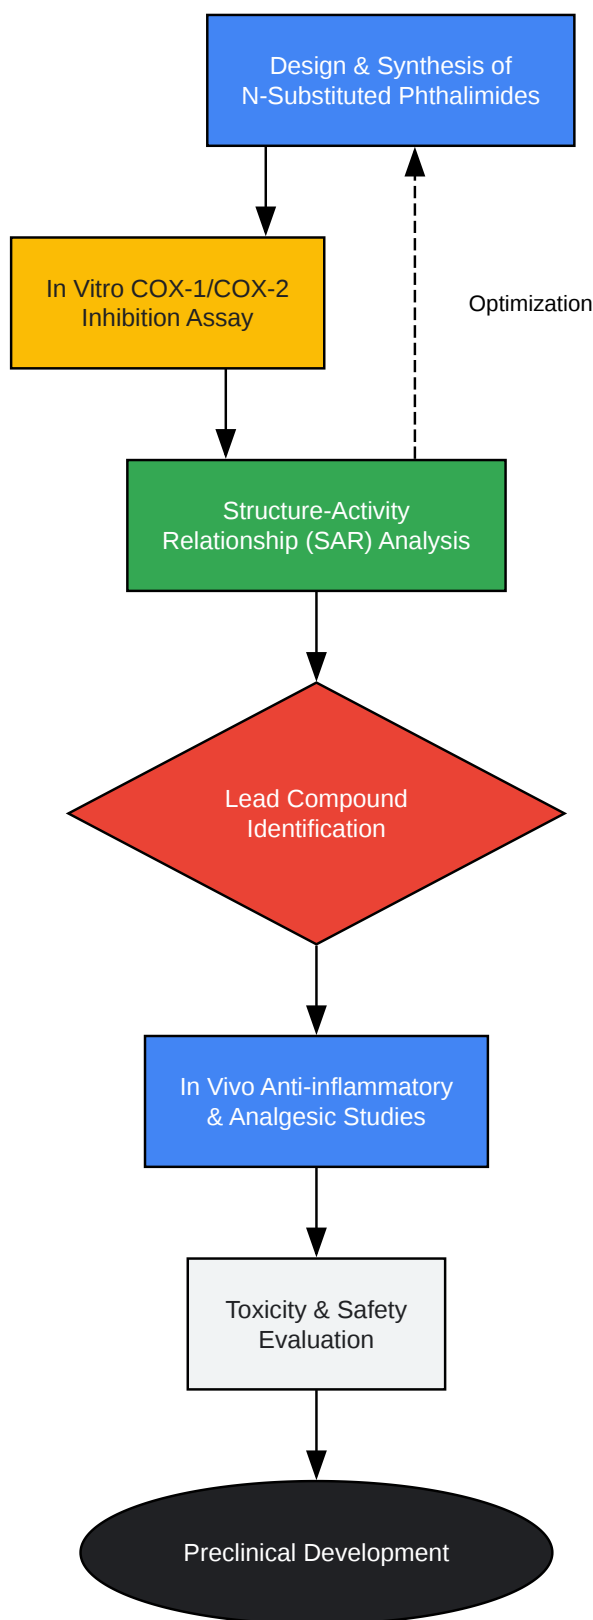 Design & Synthesis of
N-Substituted Phthalimides
In Vitro COX-1/COX-2
Inhibition Assay
Optimization
Structure-Activity
Relationship (SAR) Analysis
Lead Compound
Identification
In Vivo Anti-inflammatory
& Analgesic Studies
Toxicity & Safety
Evaluation
Preclinical Development